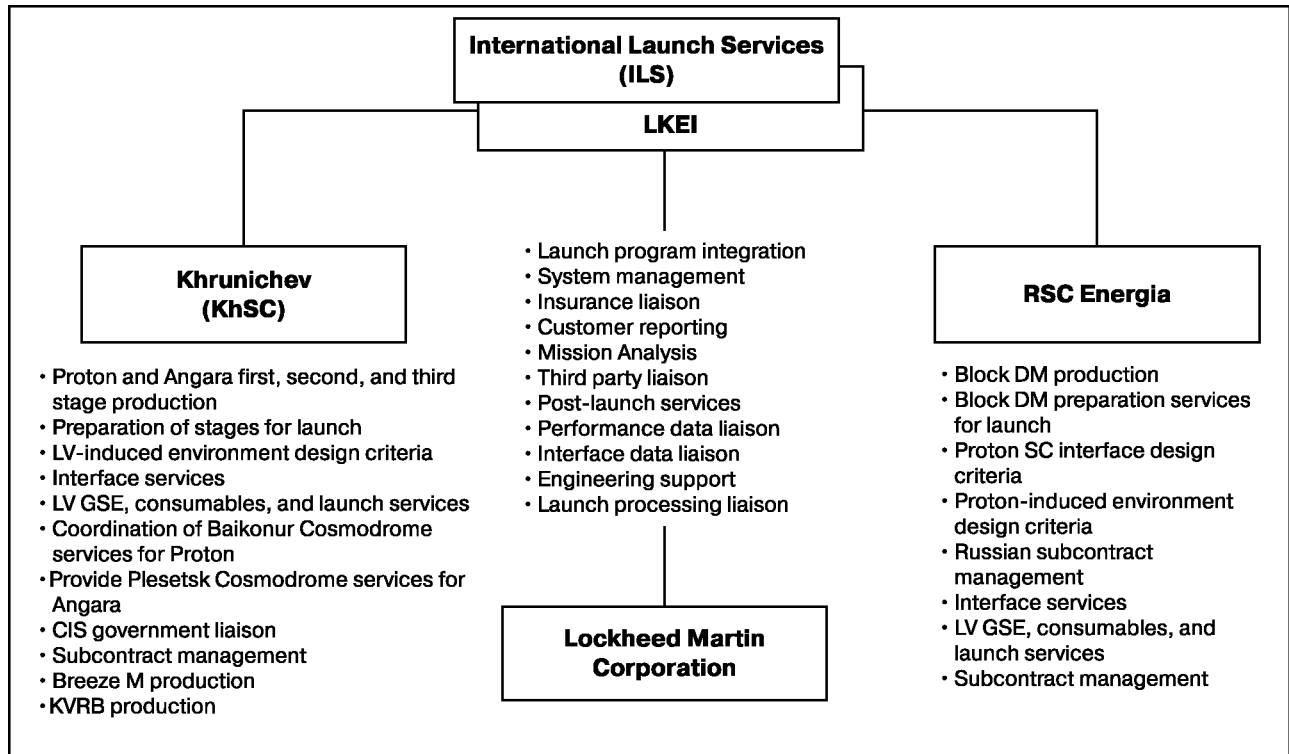 International Launch Services
(ILS)
LKEI
Khrunichev
(KhSC)
• Proton and Angara first, second, and third
stage production
• Preparation of stages for launch
• LV-induced environment design criteria
• Interface services
• LV GSE, consumables, and launch services
• Coordination of Baikonur Cosmodrome
services for Proton
• Provide Plesetsk Cosmodrome services for
Angara
• CIS government liaison
• Subcontract management
• Breeze M production
• KVRB production
• Launch program integration
• System management
• Insurance liaison
• Customer reporting
• Mission Analysis
• Third party liaison
• Post-launch services
• Performance data liaison
• Interface data liaison
• Engineering support
• Launch processing liaison
Lockheed Martin
Corporation
RSC Energia
• Block DM production
• Block DM preparation services
for launch
• Proton SC interface design
criteria
• Proton-induced environment
design criteria
• Russian subcontract
management
• Interface services
• LV GSE, consumables, and
launch services
• Subcontract management